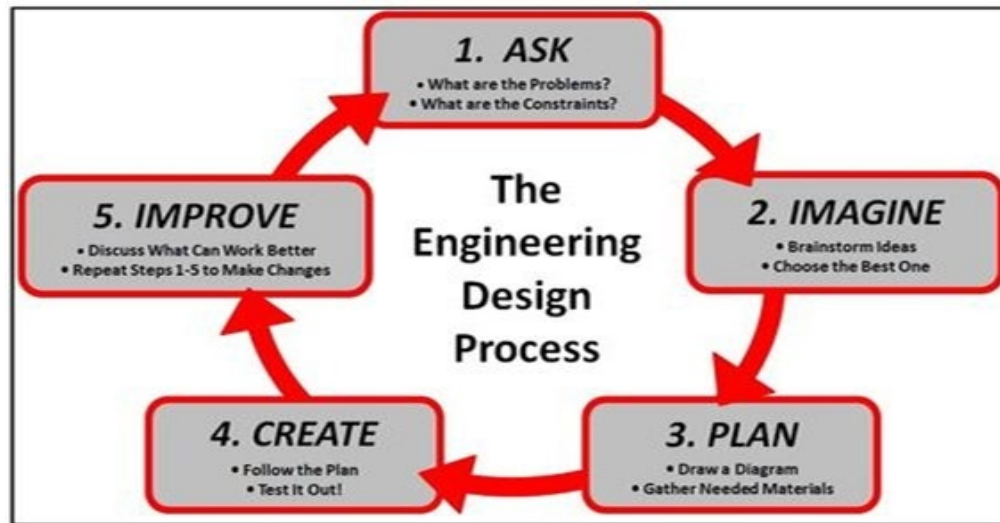 1. ASK
• What are the Problems?
• What are the Constraints?
The
Engineering
Design
Process
2. IMAGINE
• Brainstorm Ideas
• Choose the Best One
3. PLAN
• Draw a Diagram
• Gather Needed Materials
4. CREATE
• Follow the Plan
• Test It Out!
5. IMPROVE
• Discuss What Can Work Better
• Repeat Steps 1-5 to Make Changes